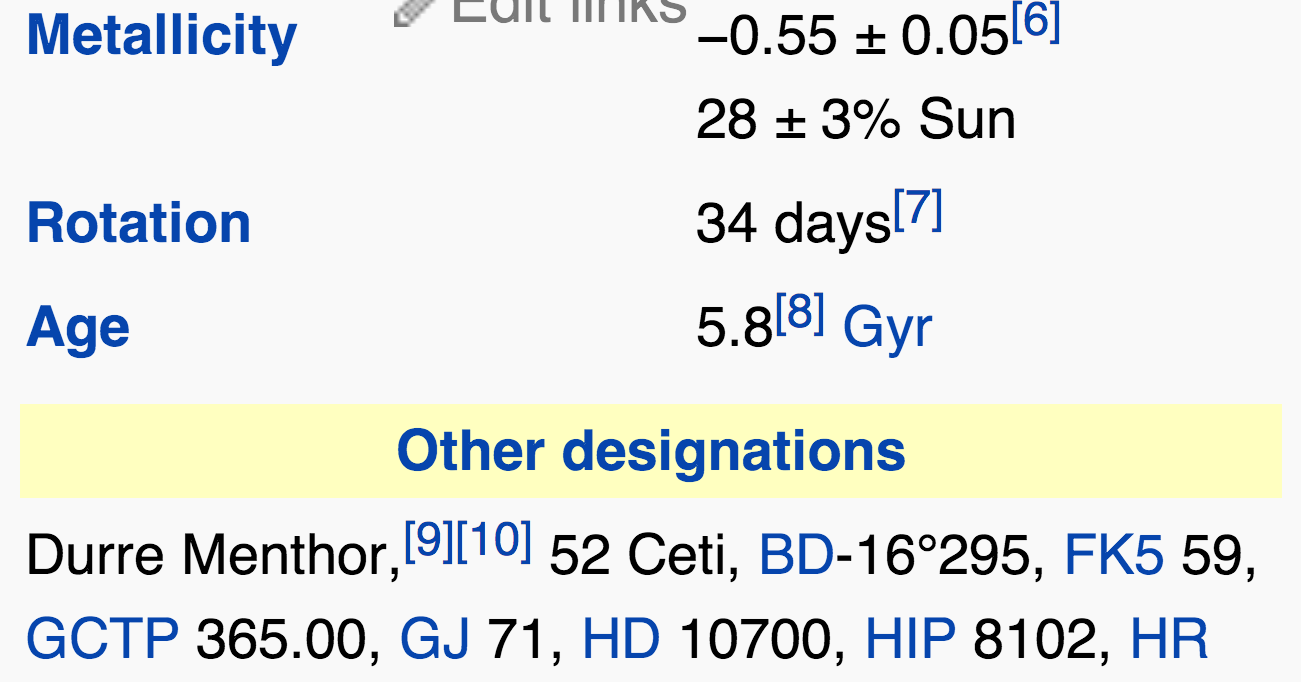 Edit links
Metallicity –0.55 ± 0.05[6]
28 ± 3% Sun
Rotation 34 days[7]
Age 5.8[8] Gyr
Other designations
Durre Menthor,[9][10] 52 Ceti, BD-16°295, FK5 59,
GCTP 365.00, GJ 71, HD 10700, HIP 8102, HR